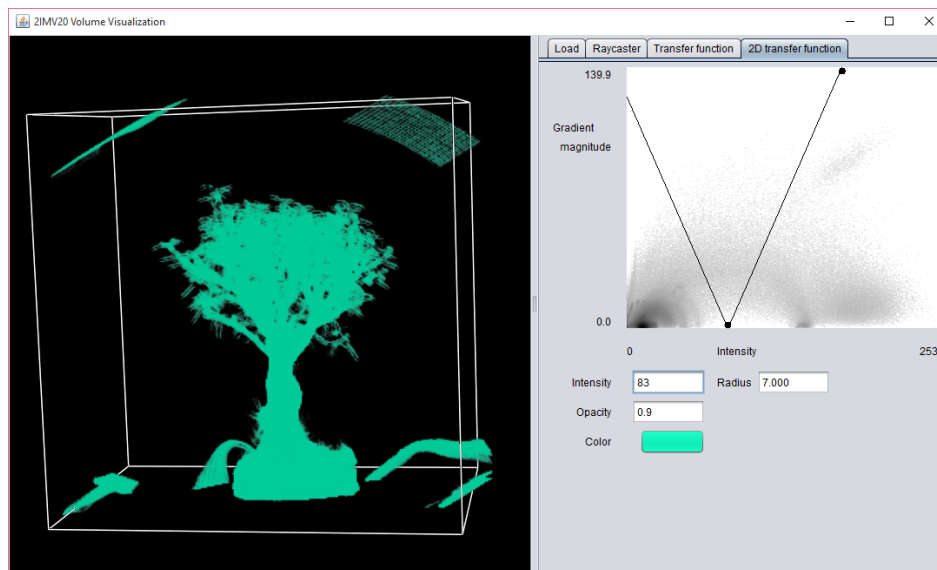 2IMV20 Volume Visualization
Load Raycaster Transfer function 2D transfer function
139.9
Gradient
magnitude
0.0
0 Intensity 253
Intensity 83 Radius 7.000
Opacity 0.9
Color